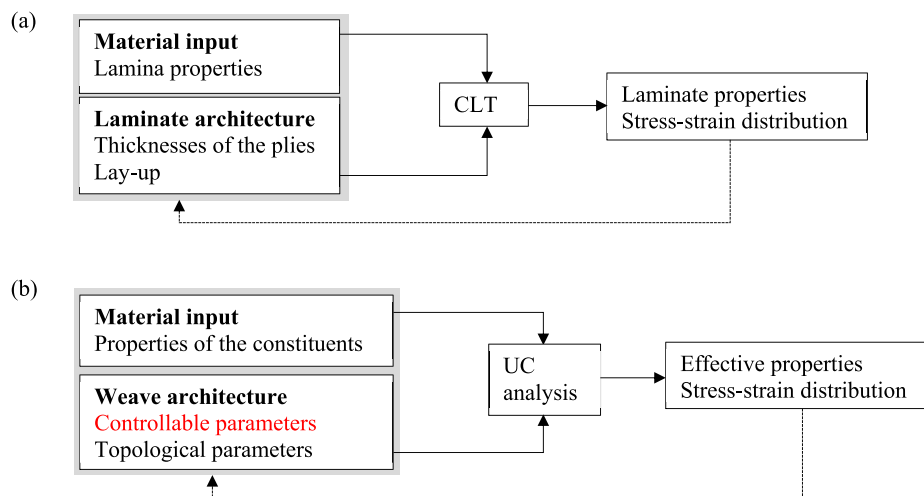 (a)
Material input
Lamina properties
Laminate architecture
Thicknesses of the plies
Lay-up
CLT
Laminate properties
Stress-strain distribution
(b)
Material input
Properties of the constituents
Weave architecture
Controllable parameters
Topological parameters
UC
analysis
Effective properties
Stress-strain distribution